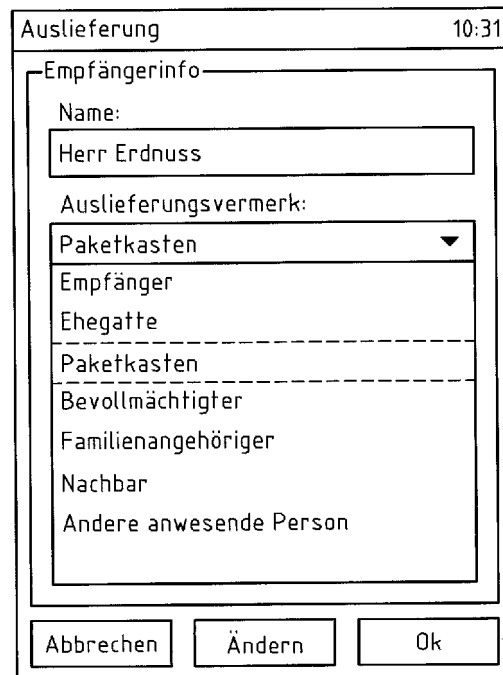 Auslieferung 10:31
Empfängerinfo
Name:
Herr Erdnuss
Auslieferungsvermerk:
Paketkasten
Empfänger
Ehegatte
Paketkasten
Bevollmächtigter
Familienangehöriger
Nachbar
Andere anwesende Person
Abbrechen Ändern Ok